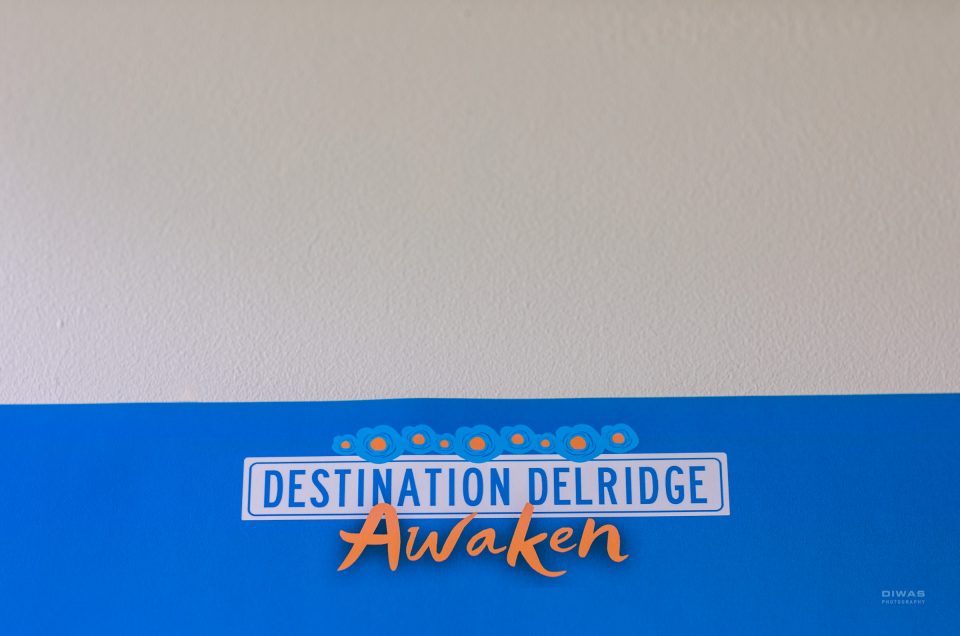 DESTINATION DELRIDGE
Awaken
DIWAS
PHOTOGRAPHY